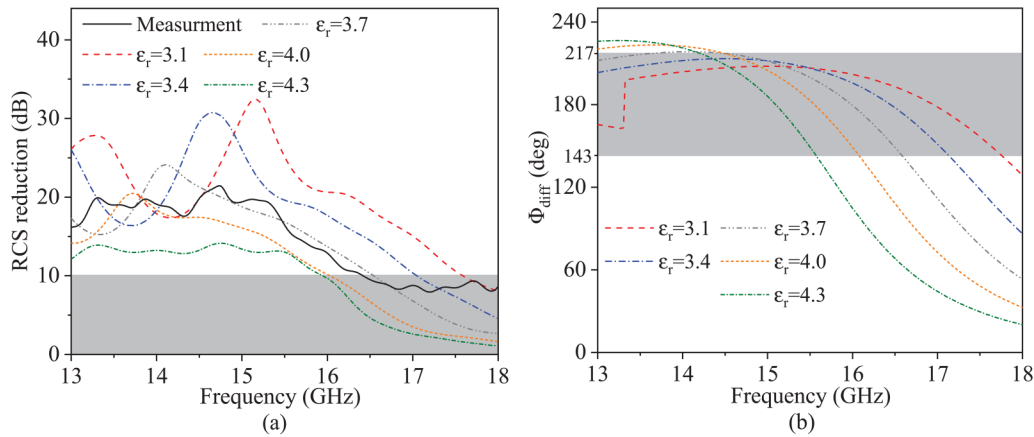 Measurment
εr=3.7
εr=3.1
εr=4.0
εr=3.4
εr=4.3
RCS reduction (dB)
40
30
20
10
0
13 14 15 16 17 18
Frequency (GHz)
(a)
Φdiff (deg)
240
217
180
143
120
60
0
εr=3.1
εr=3.7
εr=3.4
εr=4.0
εr=4.3
13 14 15 16 17 18
Frequency (GHz)
(b)